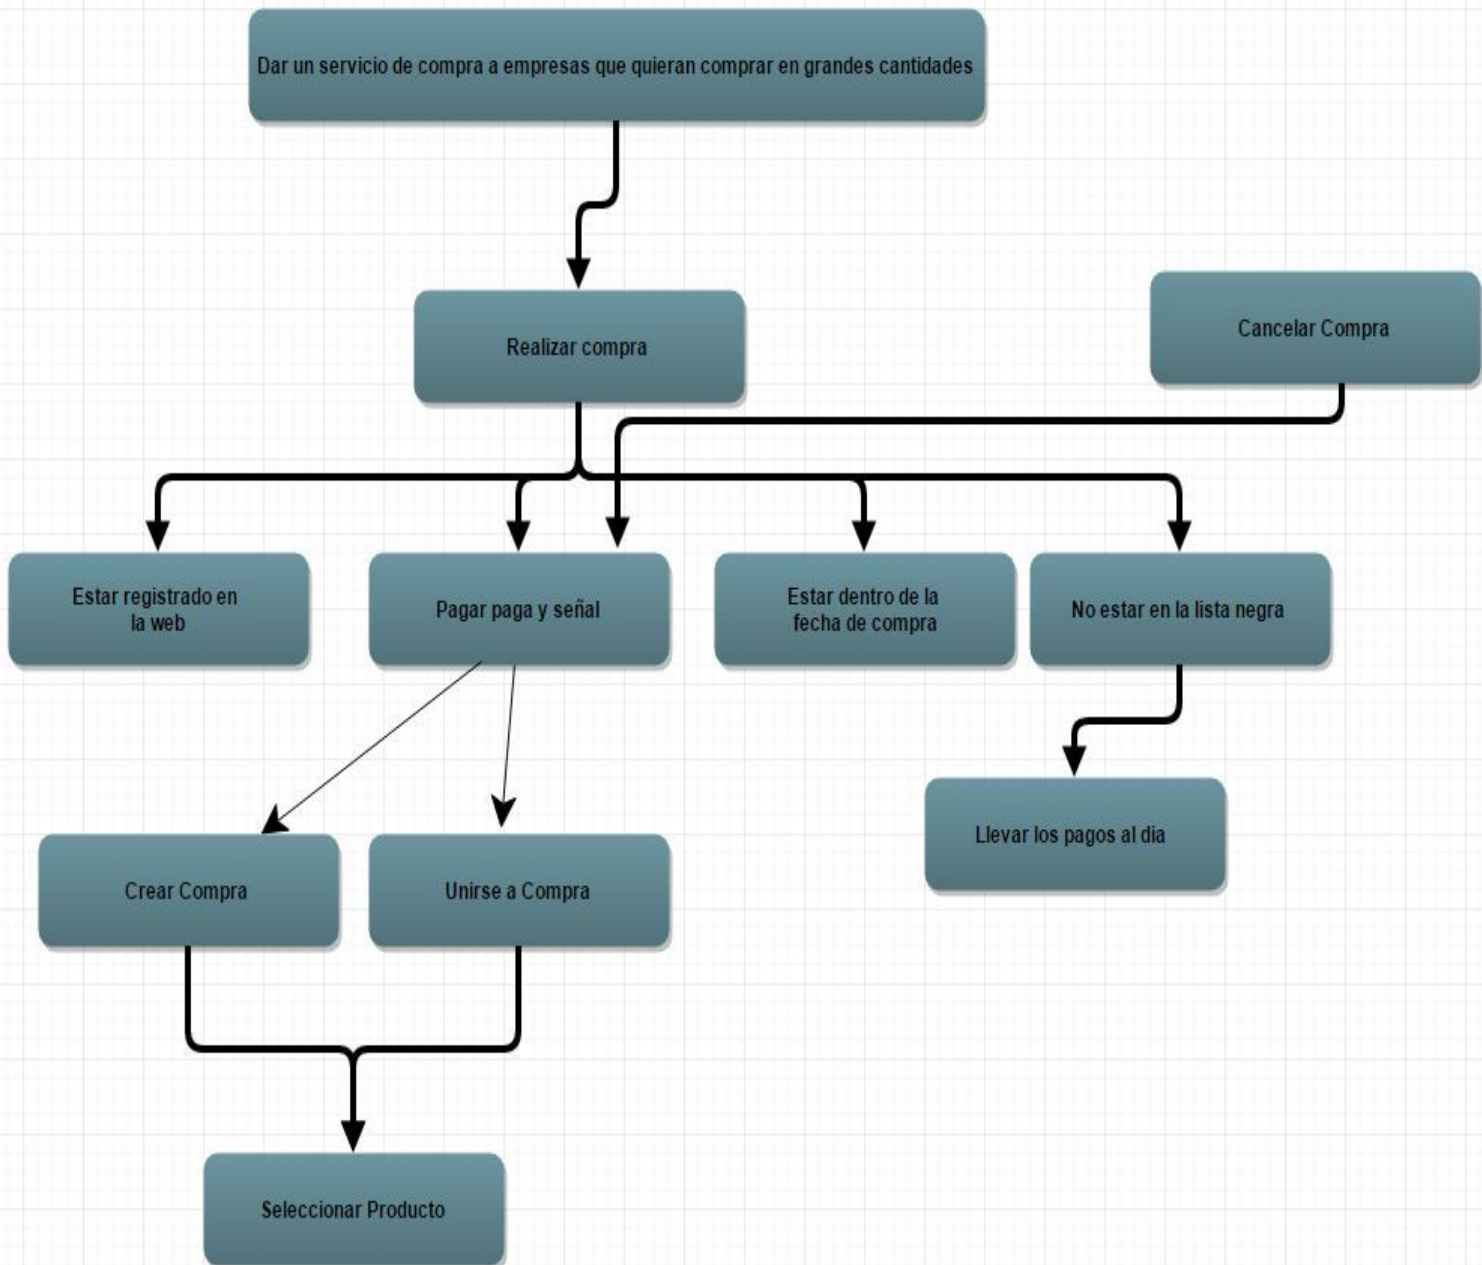 Dar un servicio de compra a empresas que quieran comprar en grandes cantidades
Realizar compra
Cancelar Compra
Estar registrado en
la web
Pagar paga y señal
Estar dentro de la
fecha de compra
No estar en la lista negra
Llevar los pagos al dia
Crear Compra
Unirse a Compra
Seleccionar Producto